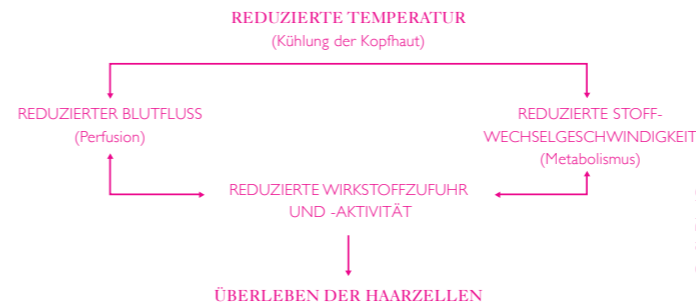 REDUZIERTE TEMPERATUR
(Kühlung der Kopfhaut)
REDUZIERTER BLUTFLUSS
(Perfusion)
REDUZIERTE STOFF-
WECHSELGESCHWINDIGKEIT
(Metabolismus)
REDUZIERTE WIRKSTOFFZUFUHR
UND -AKTIVITÄT
ÜBERLEBEN DER HAARZELLEN